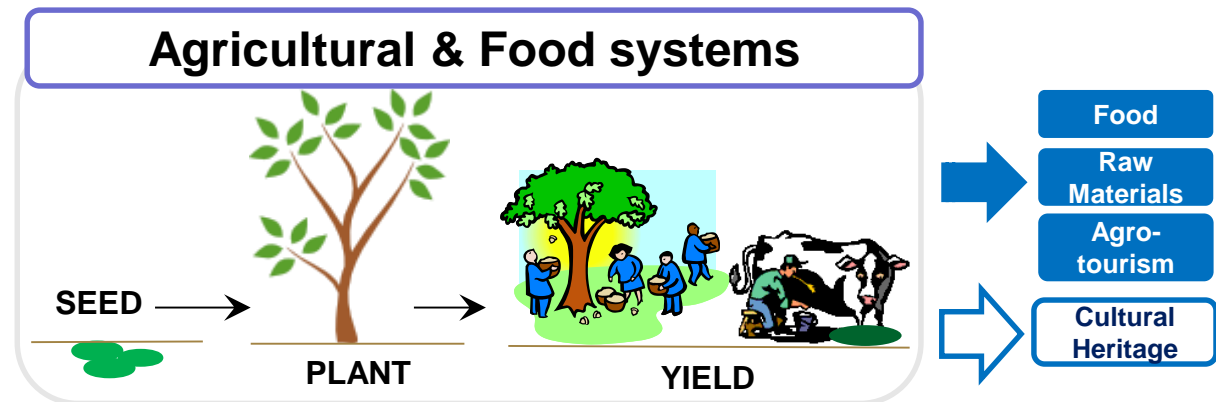 Agricultural & Food systems
SEED
PLANT
YIELD
Food
Raw
Materials
Agro-
tourism
Cultural
Heritage